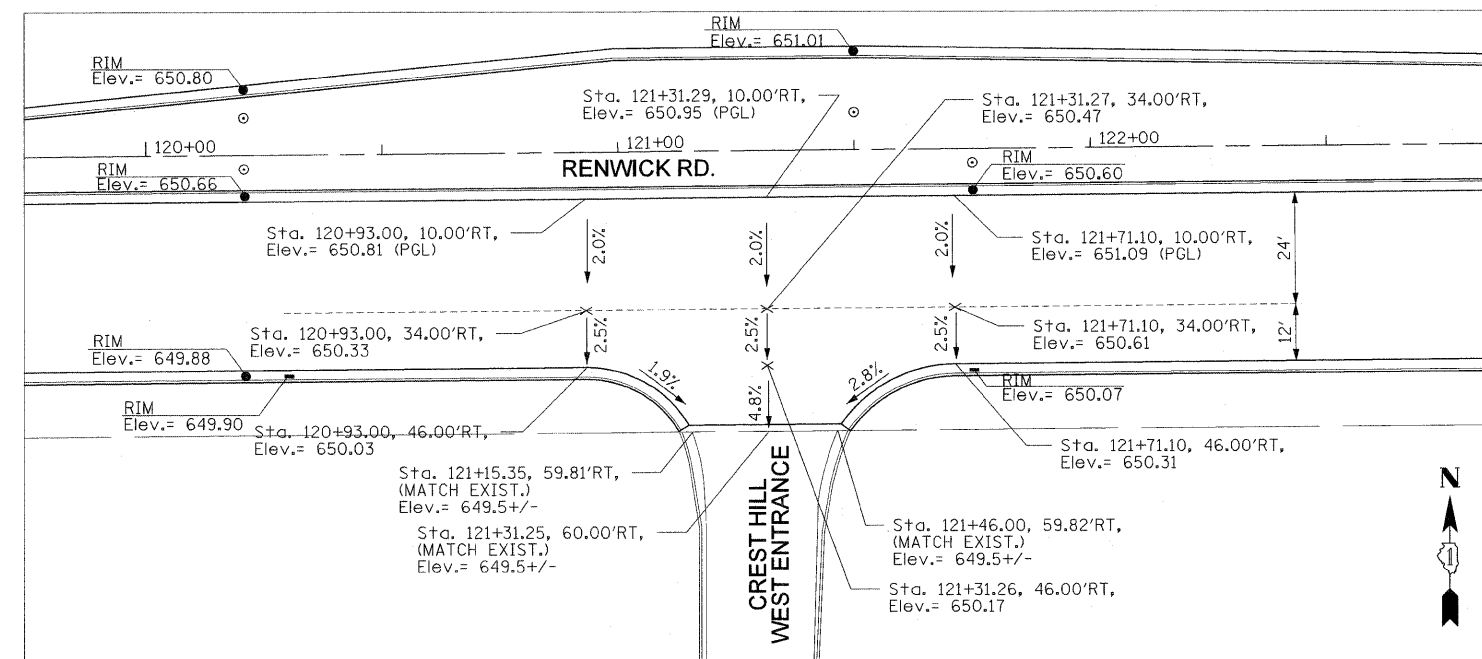 RIM
Elev.= 651.01
RIM
Elev.= 650.80
Sta. 121+31.29, 10.00'RT,
Elev.= 650.95 (PGL)
Sta. 121+31.27, 34.00'RT,
Elev.= 650.47
120+00
121+00
122+00
RENWICK RD.
RIM
Elev.= 650.66
RIM
Elev.= 650.60
Sta. 120+93.00, 10.00'RT,
Elev.= 650.81 (PGL)
2.0%
2.0%
2.0%
Sta. 121+71.10, 10.00'RT,
Elev.= 651.09 (PGL)
24'
Sta. 120+93.00, 34.00'RT,
Elev.= 650.33
2.5%
2.5%
2.5%
Sta. 121+71.10, 34.00'RT,
Elev.= 650.61
12'
RIM
Elev.= 649.88
1.9%
2.8%
4.8%
RIM
Elev.= 650.07
RIM
Elev.= 649.90
Sta. 120+93.00, 46.00'RT,
Elev.= 650.03
Sta. 121+71.10, 46.00'RT,
Elev.= 650.31
Sta. 121+15.35, 59.81'RT,
(MATCH EXIST.)
Elev.= 649.5+/-
Sta. 121+31.25, 60.00'RT,
(MATCH EXIST.)
Elev.= 649.5+/-
CREST HILL
WEST ENTRANCE
Sta. 121+46.00, 59.82'RT,
(MATCH EXIST.)
Elev.= 649.5+/-
Sta. 121+31.26, 46.00'RT,
Elev.= 650.17
N
1